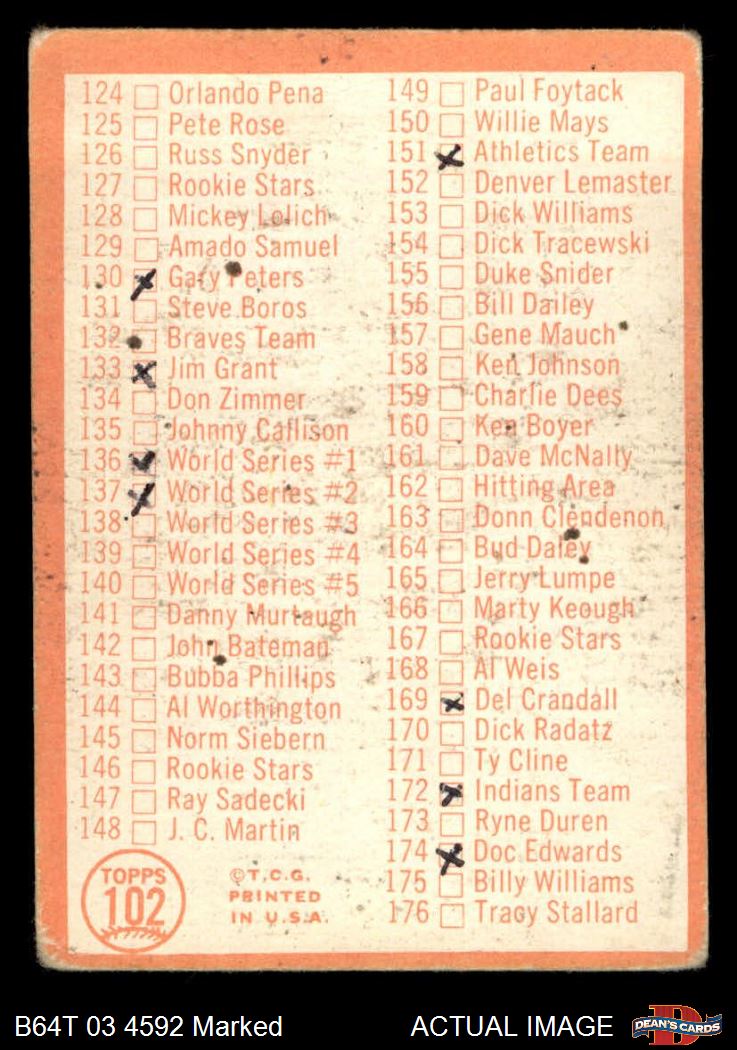 124 Orlando Pena
125 Pete Rose
126 Russ Snyder
127 Rookie Stars
128 Mickey Lolich
129 Amado Samuel
130 Gary Peters
131 Steve Boros
132 Braves Team
133 Jim Grant
134 Don Zimmer
135 Johnny Callison
136 World Series #1
137 World Series #2
138 World Series #3
139 World Series #4
140 World Series #5
141 Danny Murtaugh
142 John Bateman
143 Bubba Phillips
144 Al Worthington
145 Norm Siebern
146 Rookie Stars
147 Ray Sadecki
148 J. C. Martin
TOPPS
102
©T.C.G.
PRINTED
IN U.S.A.
149 Paul Foytack
150 Willie Mays
151 Athletics Team
152 Denver Lemaster
153 Dick Williams
154 Dick Tracewski
155 Duke Snider
156 Bill Dailey
157 Gene Mauch
158 Ken Johnson
159 Charlie Dees
160 Ken Boyer
161 Dave McNally
162 Hitting Area
163 Donn Clendenon
164 Bud Daley
165 Jerry Lumpe
166 Marty Keough
167 Rookie Stars
168 Al Weis
169 Del Crandall
170 Dick Radatz
171 Ty Cline
172 Indians Team
173 Ryne Duren
174 Doc Edwards
175 Billy Williams
176 Tracy Stallard
B64T 03 4592 Marked
ACTUAL IMAGE
D
DEAN'S CARDS